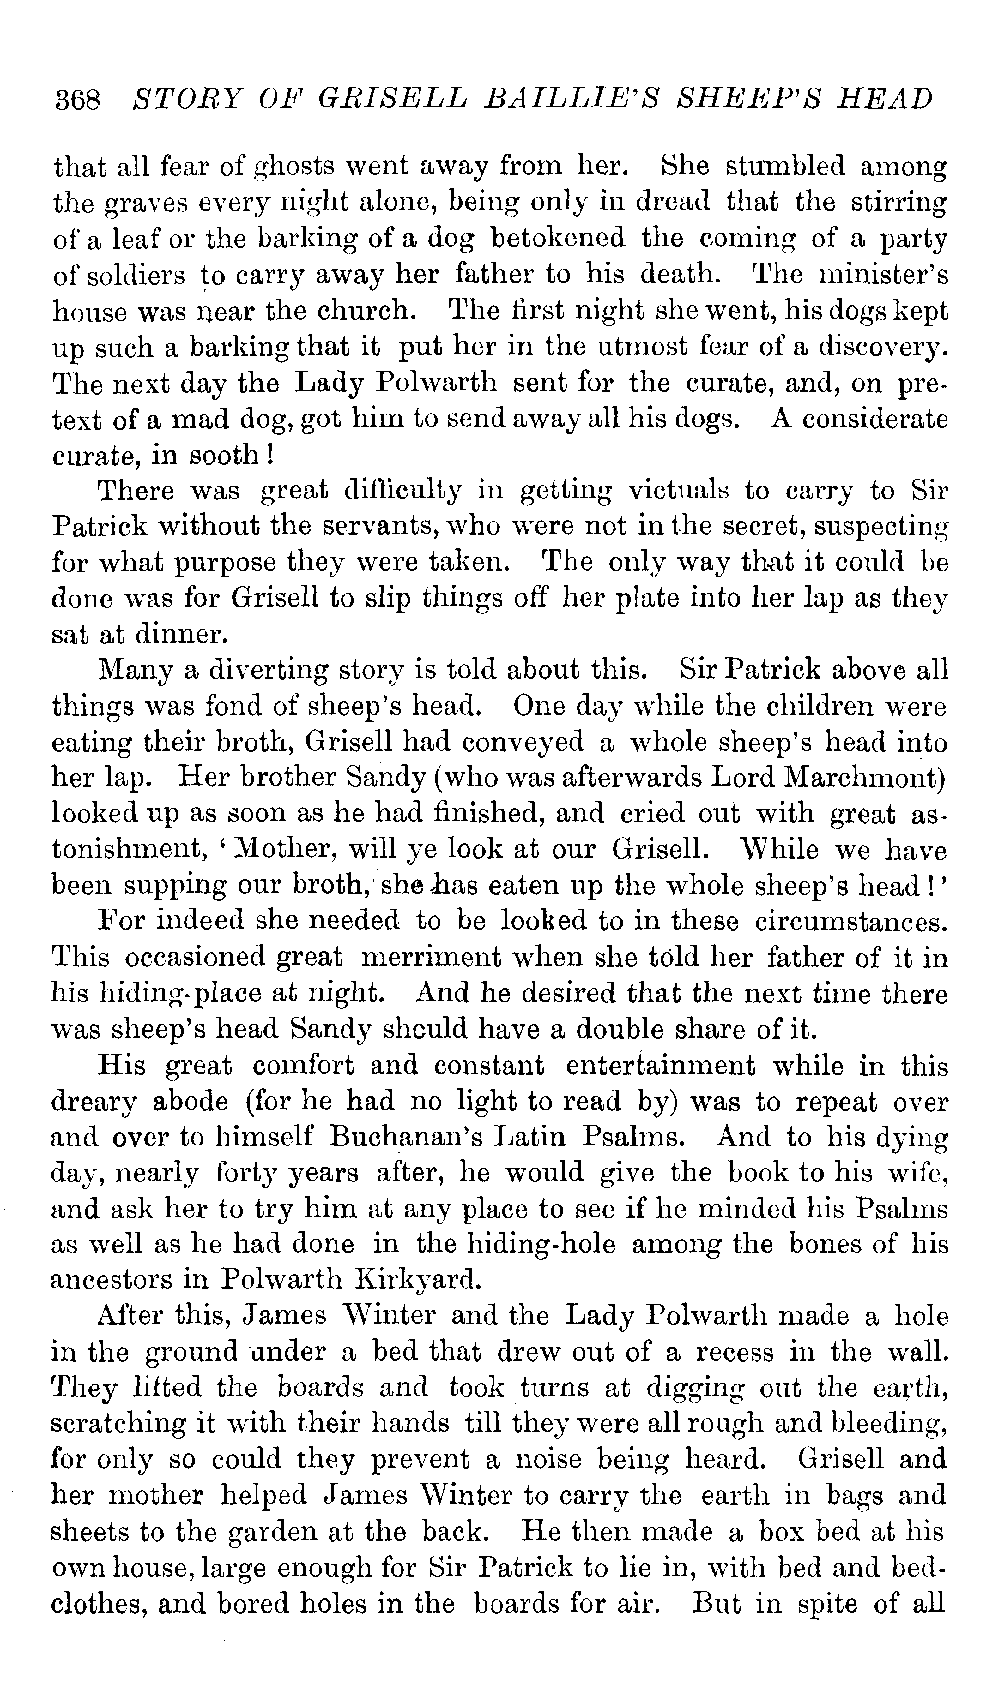 368 STORY OF GRISELL BAILLIE'S SHEEP'S HEAD
that all fear of ghosts went away from her. She stumbled among
the graves every night alone, being only in dread that the stirring
of a leaf or the barking of a dog betokened the coming of a party
of soldiers to carry away her father to his death. The minister's
house was near the church. The first night she went, his dogs kept
up such a barking that it put her in the utmost fear of a discovery.
The next day the Lady Polwarth sent for the curate, and, on pre-
text of a mad dog, got him to send away all his dogs. A considerate
curate, in sooth!
There was great difficulty in getting victuals to carry to Sir
Patrick without the servants, who were not in the secret, suspecting
for what purpose they were taken. The only way that it could be
done was for Grisell to slip things off her plate into her lap as they
sat at dinner.
Many a diverting story is told about this. Sir Patrick above all
things was fond of sheep's head. One day while the children were
eating their broth, Grisell had conveyed a whole sheep's head into
her lap. Her brother Sandy (who was afterwards Lord Marchmont)
looked up as soon as he had finished, and cried out with great as-
tonishment, 'Mother, will ye look at our Grisell. While we have
been supping our broth, she has eaten up the whole sheep's head!'
For indeed she needed to be looked to in these circumstances.
This occasioned great merriment when she told her father of it in
his hiding-place at night. And he desired that the next time there
was sheep's head Sandy should have a double share of it.
His great comfort and constant entertainment while in this
dreary abode (for he had no light to read by) was to repeat over
and over to himself Buchanan's Latin Psalms. And to his dying
day, nearly forty years after, he would give the book to his wife,
and ask her to try him at any place to see if he minded his Psalms
as well as he had done in the hiding-hole among the bones of his
ancestors in Polwarth Kirkyard.
After this, James Winter and the Lady Polwarth made a hole
in the ground under a bed that drew out of a recess in the wall.
They lifted the boards and took turns at digging out the earth,
scratching it with their hands till they were all rough and bleeding,
for only so could they prevent a noise being heard. Grisell and
her mother helped James Winter to carry the earth in bags and
sheets to the garden at the back. He then made a box bed at his
own house, large enough for Sir Patrick to lie in, with bed and bed-
clothes, and bored holes in the boards for air. But in spite of all